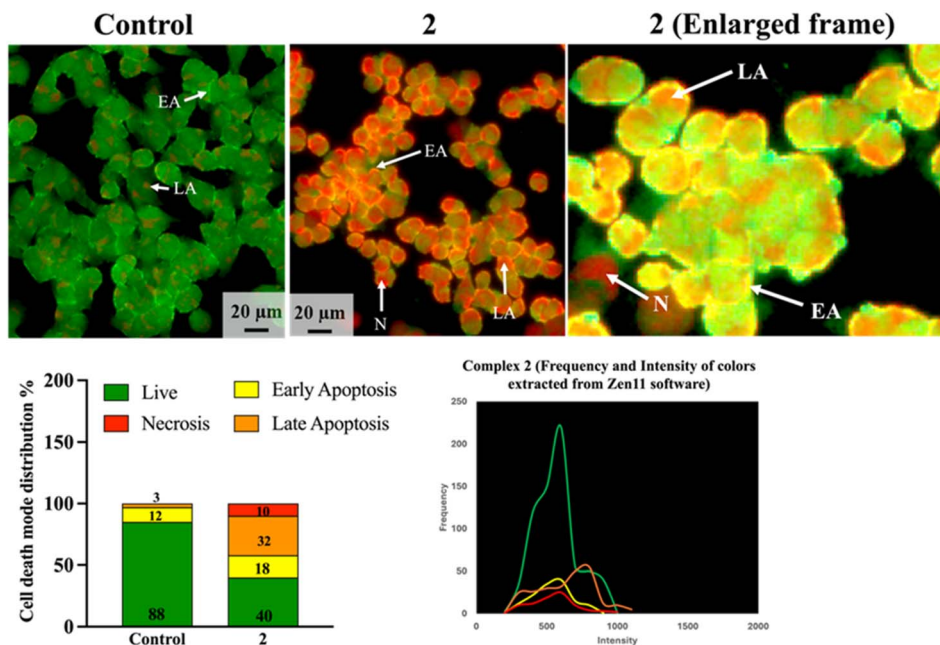 Control
2
2 (Enlarged frame)
EA
LA
20 µm
EA
N
LA
20 µm
LA
N
EA
Cell death mode distribution %
200
150
100
50
0
Live
Early Apoptosis
Necrosis
Late Apoptosis
3
12
88
10
32
18
40
Control
2
Complex 2 (Frequency and Intensity of colors
extracted from Zen11 software)
Frequency
250
200
150
100
50
0
0
500
1000
1500
2000
Intensity